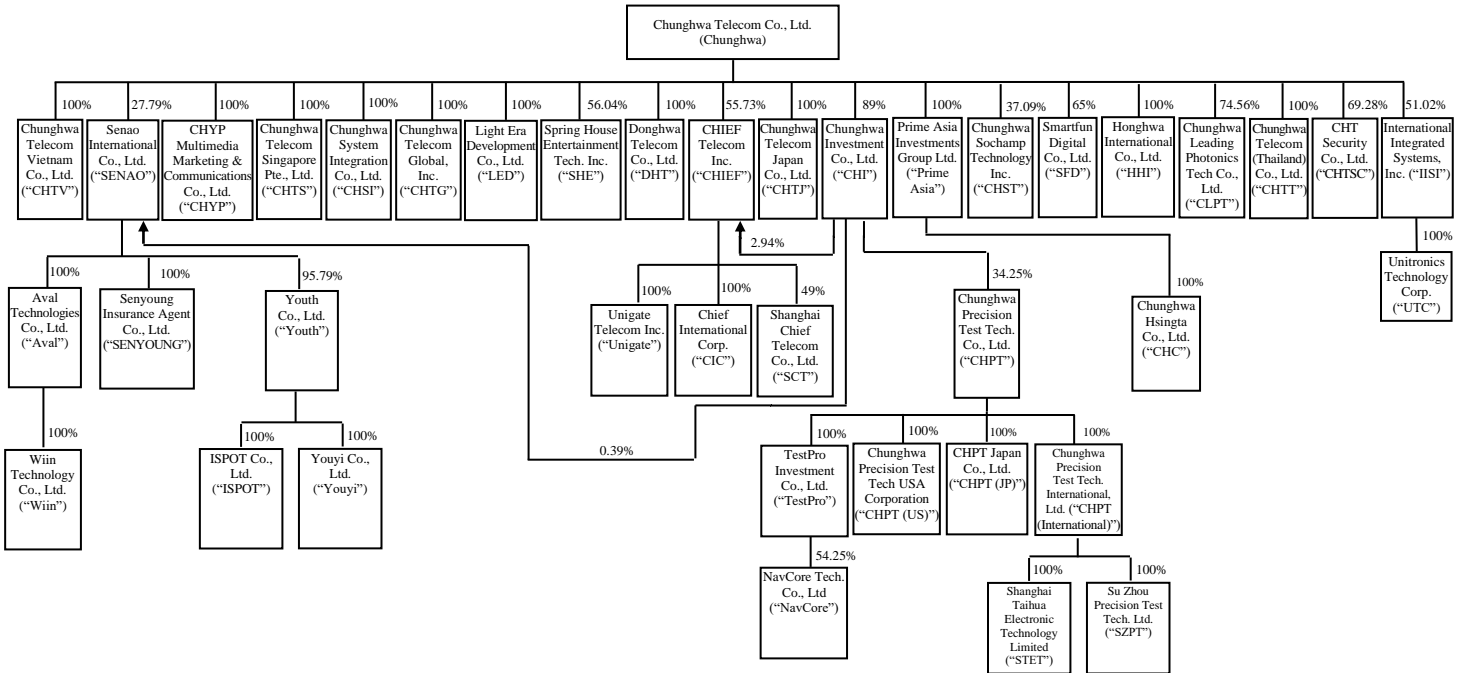 Chunghwa Telecom Co., Ltd.
(Chunghwa)
100%
27.79%
100%
100%
100%
100%
100%
56.04%
100%
55.73%
100%
89%
100%
37.09%
65%
100%
74.56%
100%
69.28%
51.02%
Chunghwa
Telecom
Vietnam
Co., Ltd.
(“CHTV”)
Senao
International
Co., Ltd.
(“SENAO”)
CHYP
Multimedia
Marketing &
Communications
Co., Ltd.
(“CHYP”)
Chunghwa
Telecom
Singapore
Pte., Ltd.
(“CHTS”)
Chunghwa
System
Integration
Co., Ltd.
(“CHSI”)
Chunghwa
Telecom
Global,
Inc.
(“CHTG”)
Light Era
Development
Co., Ltd.
(“LED”)
Spring House
Entertainment
Tech. Inc.
(“SHE”)
Donghwa
Telecom
Co., Ltd.
(“DHT”)
CHIEF
Telecom
Inc.
(“CHIEF”)
Chunghwa
Telecom
Japan
Co., Ltd.
(“CHTJ”)
Chunghwa
Investment
Co., Ltd.
(“CHI”)
Prime Asia
Investments
Group Ltd.
(“Prime
Asia”)
Chunghwa
Sochamp
Technology
Inc.
(“CHST”)
Smartfun
Digital
Co., Ltd.
(“SFD”)
Honghwa
International
Co., Ltd.
(“HHI”)
Chunghwa
Leading
Photonics
Tech Co.,
Ltd.
(“CLPT”)
Chunghwa
Telecom
(Thailand)
Co., Ltd.
(“CHTT”)
CHT
Security
Co., Ltd.
(“CHTSC”)
International
Integrated
Systems,
Inc. (“IISI”)
2.94%
100%
100%
95.79%
100%
100%
49%
34.25%
100%
100%
Aval
Technologies
Co., Ltd.
(“Aval”)
Senyoung
Insurance Agent
Co., Ltd.
(“SENYOUNG”)
Youth
Co., Ltd.
(“Youth”)
Unigate
Telecom Inc.
(“Unigate”)
Chief
International
Corp.
(“CIC”)
Shanghai
Chief
Telecom
Co., Ltd.
(“SCT”)
Chunghwa
Precision
Test Tech.
Co., Ltd.
(“CHPT”)
Chunghwa
Hsingta
Co., Ltd.
(“CHC”)
Unitronics
Technology
Corp.
(“UTC”)
100%
100%
100%
0.39%
100%
100%
100%
100%
Wiin
Technology
Co., Ltd.
(“Wiin”)
ISPOT Co.,
Ltd.
(“ISPOT”)
Youyi Co.,
Ltd.
(“Youyi”)
TestPro
Investment
Co., Ltd.
(“TestPro”)
Chunghwa
Precision Test
Tech USA
Corporation
(“CHPT (US)”)
CHPT Japan
Co., Ltd.
(“CHPT (JP)”)
Chunghwa
Precision
Test Tech.
International,
Ltd. (“CHPT
(International)”)
54.25%
100%
100%
NavCore Tech.
Co., Ltd
(“NavCore”)
Shanghai
Taihua
Electronic
Technology
Limited
(“STET”)
Su Zhou
Precision Test
Tech. Ltd.
(“SZPT”)